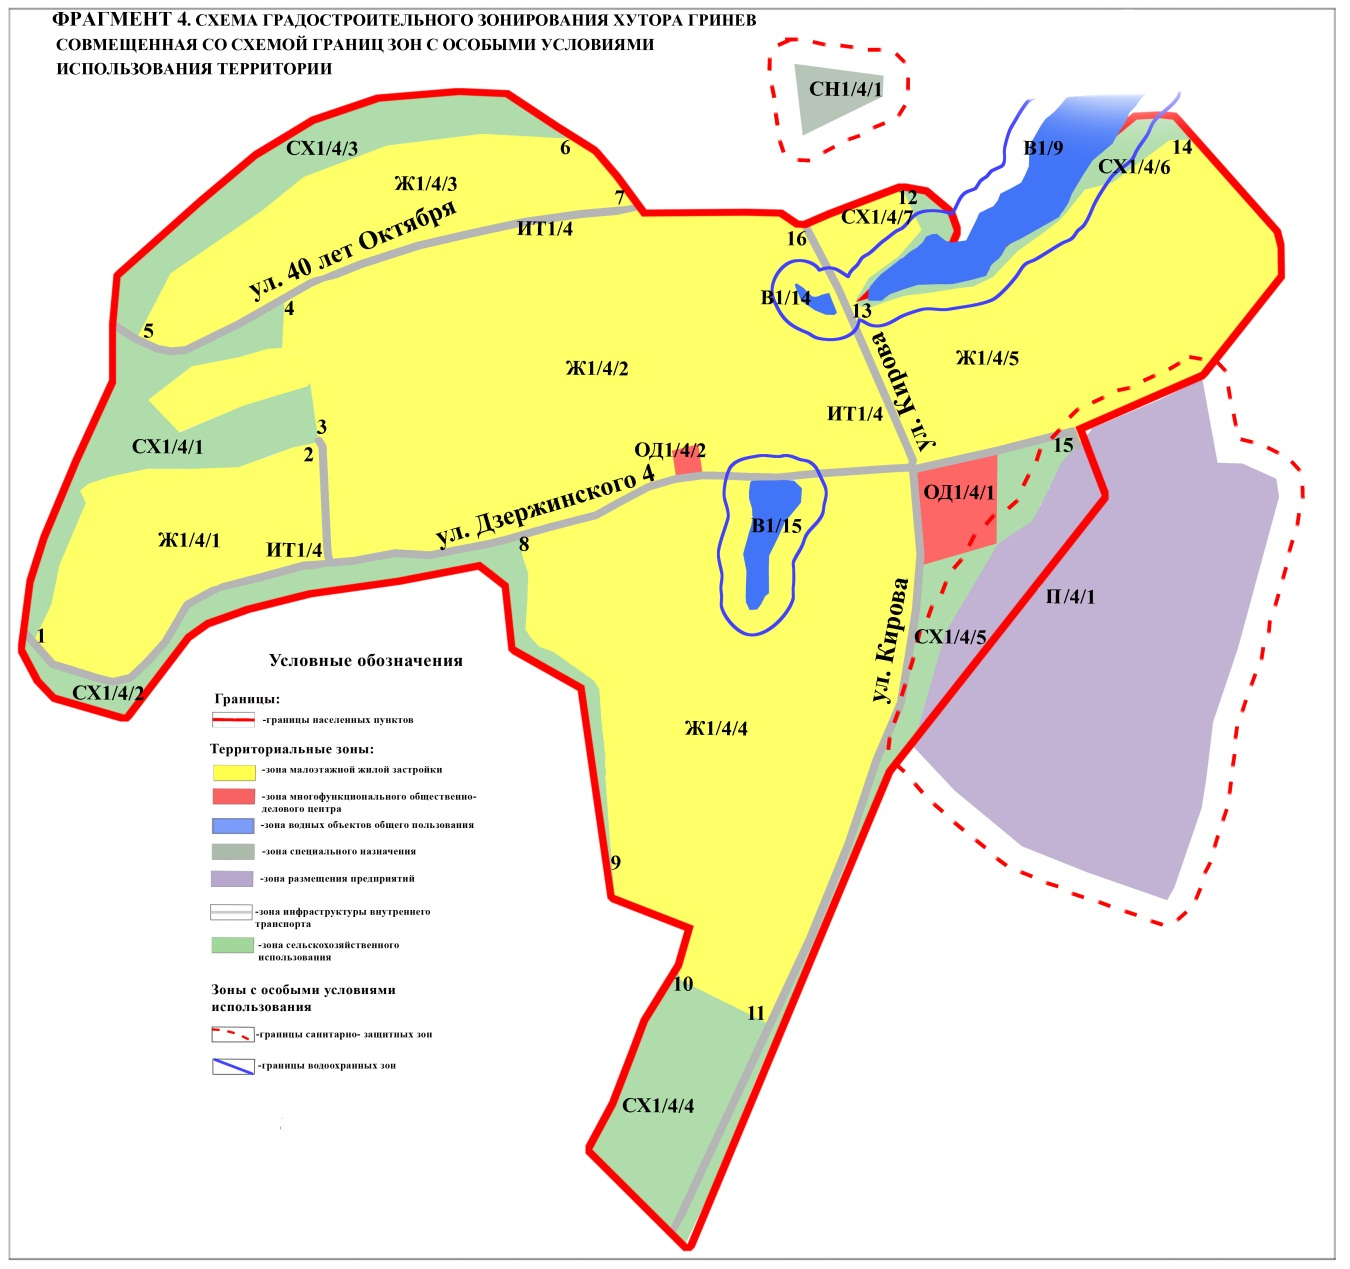 ФРАГМЕНТ 4. СХЕМА ГРАДОСТРОИТЕЛЬНОГО ЗОНИРОВАНИЯ ХУТОРА ГРИНЕВ
СОВМЕЩЕННАЯ СО СХЕМОЙ ГРАНИЦ ЗОН С ОСОБЫМИ УСЛОВИЯМИ
ИСПОЛЬЗОВАНИЯ ТЕРРИТОРИИ
СН1/4/1
СХ1/4/3
6
В1/9
14
СХ1/4/6
Ж1/4/3
7
12
СХ1/4/7
ул. 40 лет Октября
ИТ1/4
16
В1/14
4
13
5
Ж1/4/2
Ж1/4/5
ул. Кирова
ИТ1/4
3
2
СХ1/4/1
ОД1/4/2
15
ул. Дзержинского 4
ОД1/4/1
В1/15
Ж1/4/1
ИТ1/4
8
П/4/1
ул. Кирова
СХ1/4/5
1
СХ1/4/2
Ж1/4/4
9
10
11
СХ1/4/4
Условные обозначения
Границы:
-границы населенных пунктов
Территориальные зоны:
-зона малоэтажной жилой застройки
-зона многофункционального общественно-
делового центра
-зона водных объектов общего пользования
-зона специального назначения
-зона размещения предприятий
-зона инфраструктуры внутреннего
транспорта
-зона сельскохозяйственного
использования
Зоны с особыми условиями
использования
-границы санитарно- защитных зон
-границы водоохранных зон